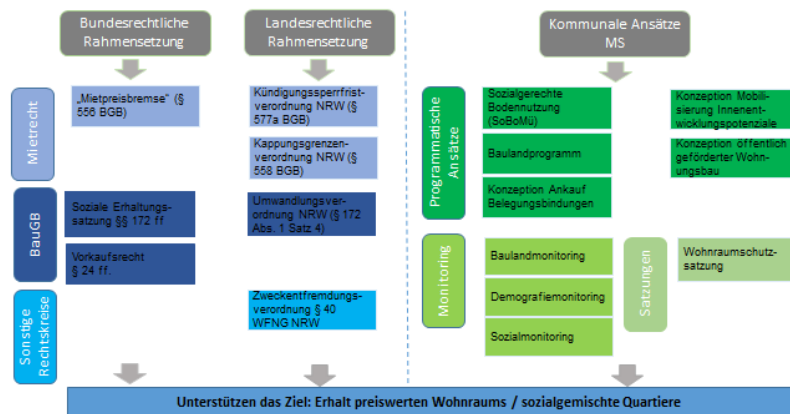 Bundesrechtliche
Rahmensetzung
Landesrechtliche
Rahmensetzung
Kommunale Ansätze
MS
Mietrecht
„Mietpreisbremse“ (§
556 BGB)
Kündigungssperrfrist-
verordnung NRW (§
577a BGB)
Kappungsgrenzen-
verordnung NRW (§
558 BGB)
BauGB
Soziale Erhaltungs-
satzung §§ 172 ff
Vorkaufsrecht
§ 24 ff.
Umwandlungsver-
ordnung NRW (§ 172
Abs. 1 Satz 4)
Sonstige
Rechtskreise
Zweckentfremdungs-
verordnung § 40
WFNG NRW
Programmatische
Ansätze
Sozialgerechte
Bodennutzung
(SoBoMü)
Baulandprogramm
Konzeption Ankauf
Belegungsbindungen
Konzeption Mobili-
sierung Innenent-
wicklungspotenziale
Konzeption öffentlich
geförderter Wohn-
ungsbau
Monitoring
Baulandmonitoring
Demografiemonitoring
Sozialmonitoring
Satzungen
Wohnraumschutz-
satzung
Unterstützen das Ziel: Erhalt preiswerten Wohnraums / sozialgemischte Quartiere